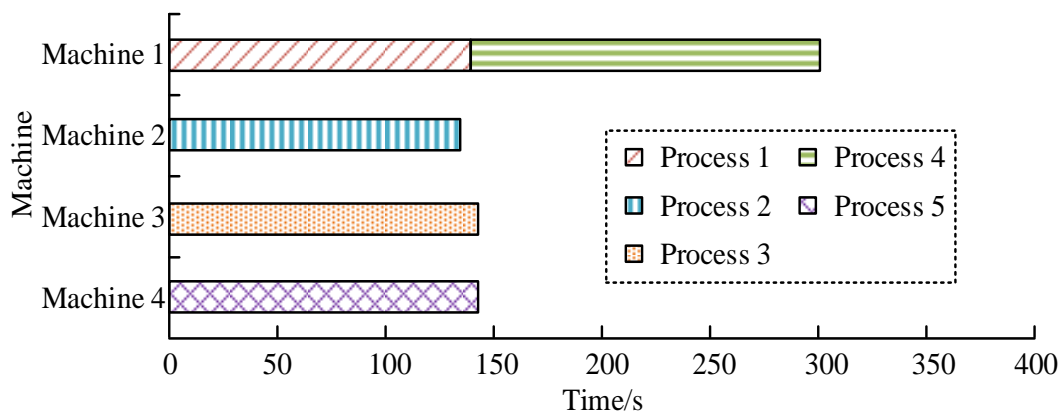 Machine
Machine 1
Machine 2
Machine 3
Machine 4
Process 1
Process 4
Process 2
Process 5
Process 3
0 50 100 150 200 250 300 350 400
Time/s